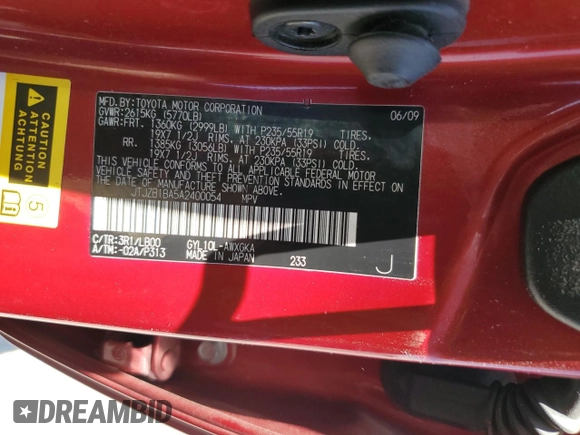 MFD. BY: TOYOTA MOTOR CORPORATION 06/09
GVWR: 2615KG (5770LB)
GAWR: FRT. 1360KG (2999LB) WITH P235/55R19 TIRES,
19X7 1/2J RIMS, AT 230KPA (33PSI) COLD.
RR. 1385KG (3056LB) WITH P235/55R19 TIRES,
19X7 1/2J RIMS, AT 230KPA (33PSI) COLD.
THIS VEHICLE CONFORMS TO ALL APPLICABLE FEDERAL MOTOR
VEHICLE SAFETY AND THEFT PREVENTION STANDARDS IN EFFECT ON
THE DATE OF MANUFACTURE SHOWN ABOVE.
JTJZB1BA5A2400054 MPV
C/TR: 3R1/LB00 GYL10L-AWXGKA
A/TM: -02A/P313 MADE IN JAPAN 233
J
5
DREAMBID